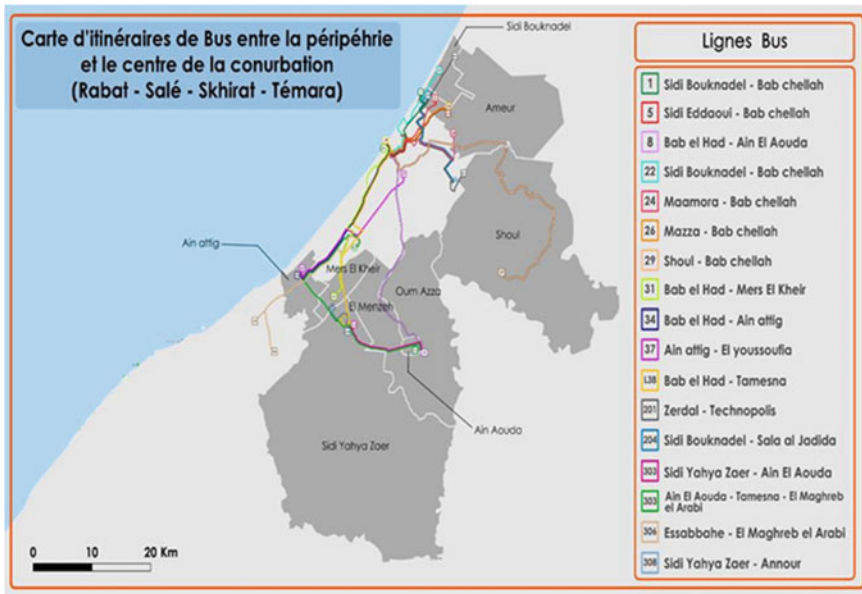 Carte d'itinéraires de Bus entre la péripéhrie
et le centre de la conurbation
(Rabat - Salé - Skhirat - Témara)
Sidi Bouknadel
Ameur
Shoul
Ain attig
Mers El Kheir
Oum Azza
El Menzeh
Ain Aouda
Sidi Yahya Zaer
0 10 20 Km
Lignes Bus
1 Sidi Bouknadel - Bab chellah
5 Sidi Eddaoui - Bab chellah
8 Bab el Had - Ain El Aouda
22 Sidi Bouknadel - Bab chellah
24 Maamora - Bab chellah
26 Mazza - Bab chellah
29 Shoul - Bab chellah
31 Bab el Had - Mers El Kheir
34 Bab el Had - Ain attig
37 Ain attig - El youssoufia
L38 Bab el Had - Tamesna
201 Zerdal - Technopolis
204 Sidi Bouknadel - Sala al Jadida
303 Sidi Yahya Zaer - Ain El Aouda
303 Ain El Aouda - Tamesna - El Maghreb
el Arabi
306 Essabbahe - El Maghreb el Arabi
308 Sidi Yahya Zaer - Annour